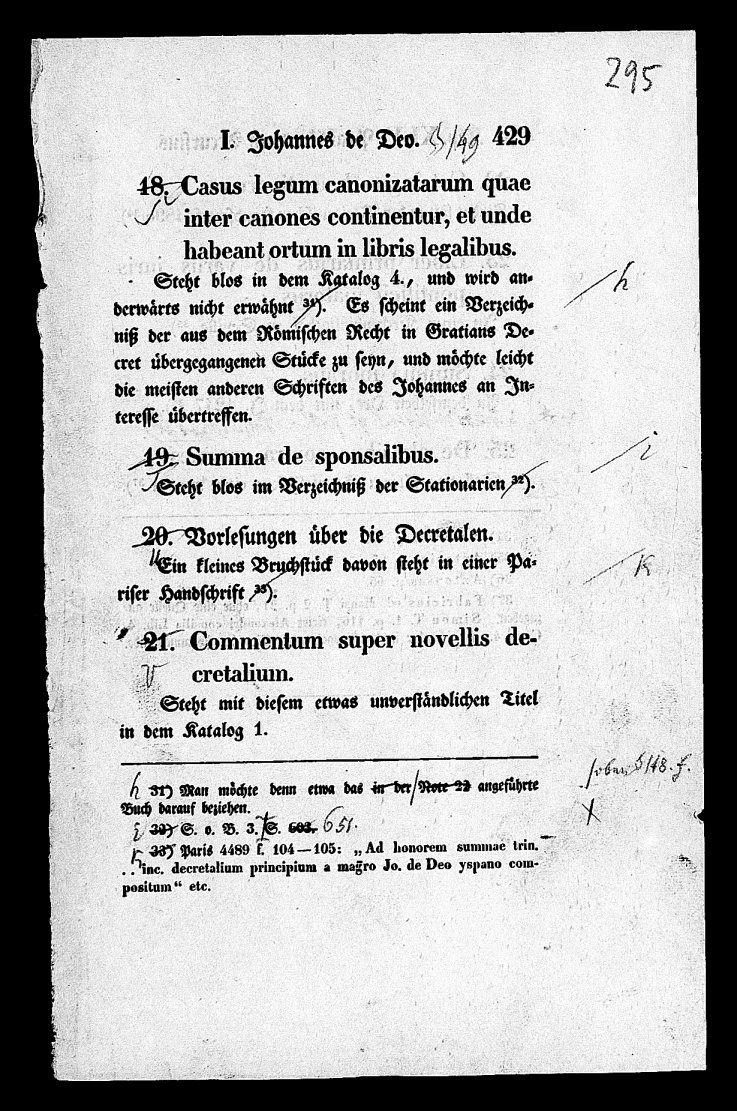 295
I. Johannes de Deo. 429
18. Casus legum canonizatarum quae
inter canones continentur, et unde
habeant ortum in libris legalibus.
Steht blos in dem Katalog 4., und wird an-
h
derwärts nicht erwähnt 31). Es scheint ein Verzeich-
niß der aus dem Römischen Recht in Gratians De-
cret übergegangenen Stücke zu seyn, und möchte leicht
die meisten anderen Schriften des Johannes an In-
teresse übertreffen.
19. Summa de sponsalibus.
i
Steht blos im Verzeichniß der Stationarien 32).
20. Vorlesungen über die Decretalen.
u
Ein kleines Bruchstück davon steht in einer Pa-
k
riser Handschrift 33).
21. Commentum super novellis de-
v
cretalium.
Steht mit diesem etwas unverständlichen Titel
in dem Katalog 1.
h 31) Man möchte denn etwa das in der Note 22 angeführte
Buch darauf beziehen.
i 32) S. o. B. 3. S. 603. 651.
k 33) Paris 4489 f. 104—105: „Ad honorem summae trin.
. . inc. decretalium principium a mag̃ro Jo. de Deo yspano com-
positum“ etc.